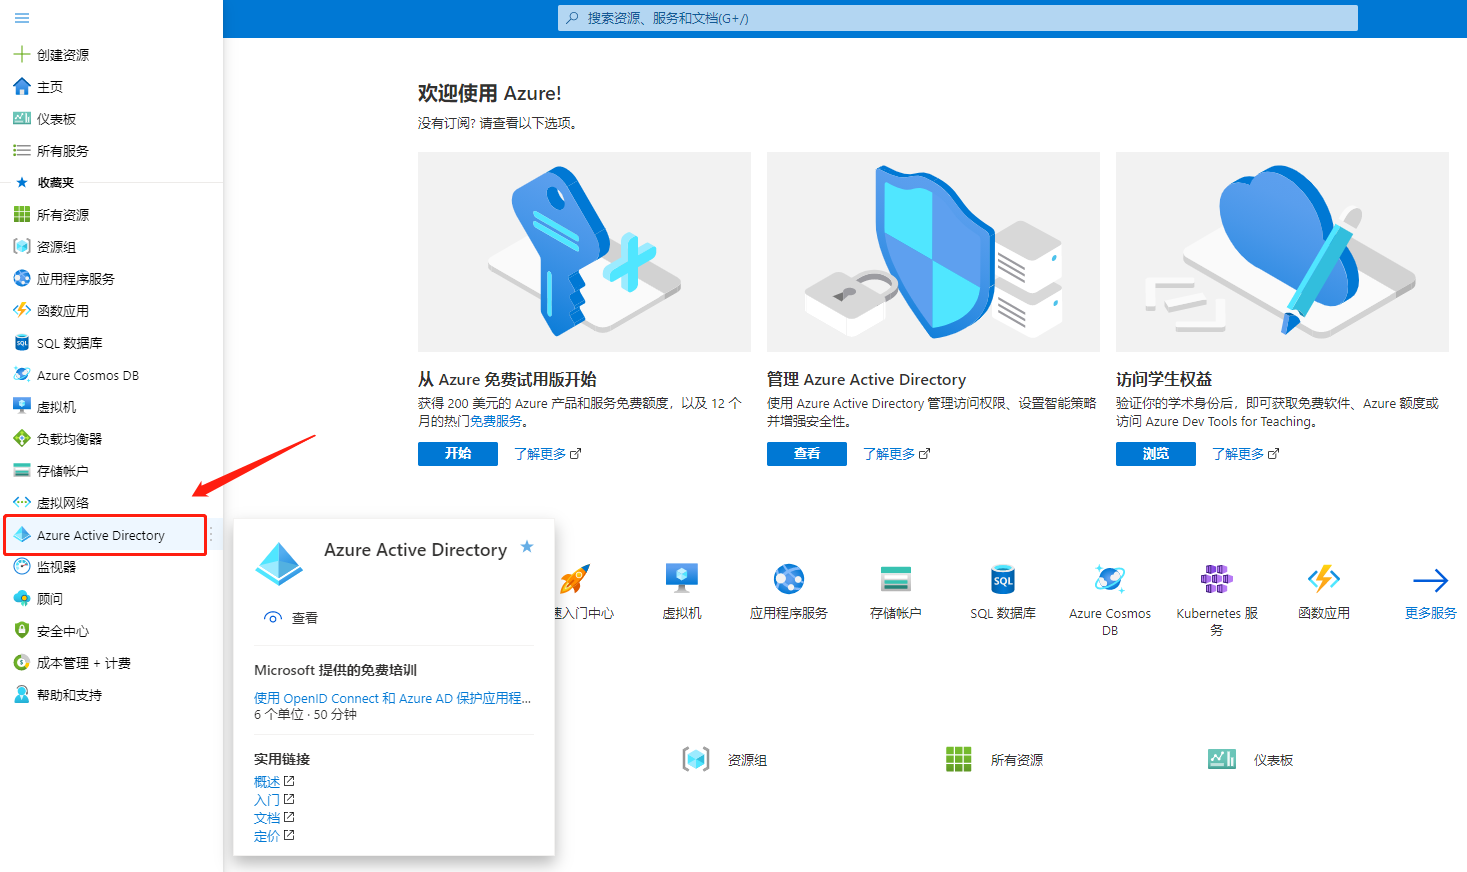 搜索资源、服务和文档(G+/)
创建资源
主页
仪表板
所有服务
收藏夹
所有资源
资源组
应用程序服务
函数应用
SQL 数据库
Azure Cosmos DB
虚拟机
负载均衡器
存储帐户
虚拟网络
Azure Active Directory
监视器
顾问
安全中心
成本管理 + 计费
帮助和支持
欢迎使用 Azure!
没有订阅? 请查看以下选项。
从 Azure 免费试用版开始
获得 200 美元的 Azure 产品和服务免费额度，以及 12 个
月的热门免费服务。
开始 了解更多
管理 Azure Active Directory
使用 Azure Active Directory 管理访问权限、设置智能策略
并增强安全性。
查看 了解更多
访问学生权益
验证你的学术身份后，即可获取免费软件、Azure 额度或
访问 Azure Dev Tools for Teaching。
浏览 了解更多
Azure Active Directory
查看
Microsoft 提供的免费培训
使用 OpenID Connect 和 Azure AD 保护应用程...
6 个单位 · 50 分钟
实用链接
概述
入门
文档
定价
速入门中心
虚拟机
应用程序服务
存储帐户
SQL
SQL 数据库
Azure Cosmos
DB
Kubernetes 服
务
函数应用
更多服务
资源组
所有资源
仪表板